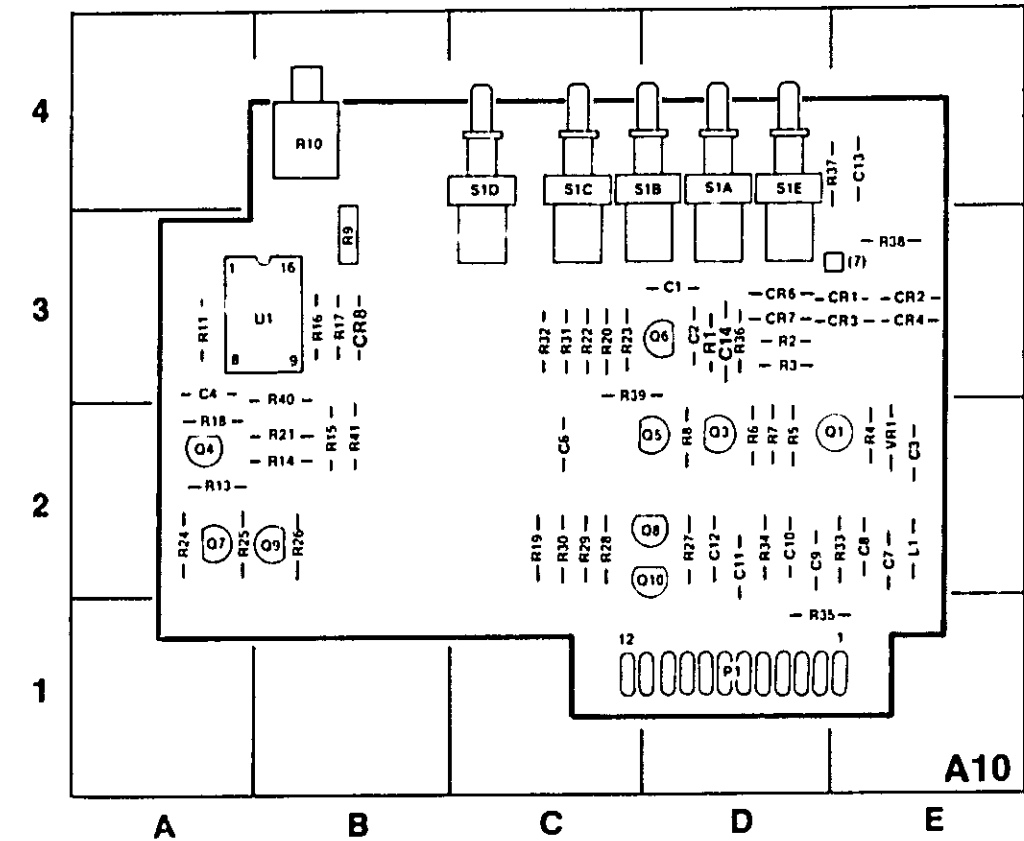 4
R10
S1D
S1C
S1B
S1A
S1E
R37
C13
R9
R38
(7)
1
16
U1
8
9
3
R11
R16
R17
CR8
C1
CR6
CR1
CR2
CR7
CR3
CR4
R32
R31
R22
R20
R23
Q6
C2
R1
C14
R36
R2
R3
C4
R40
R39
R18
Q4
R21
R14
R15
R41
C6
Q5
R8
Q3
R6
R7
R5
Q1
R4
VR1
C3
R13
2
R24
Q7
R25
Q9
R26
R19
R30
R29
R28
Q8
Q10
R27
C12
C11
R34
C10
C9
R33
C8
C7
L1
R35
12
1
P1
1
A10
A
B
C
D
E